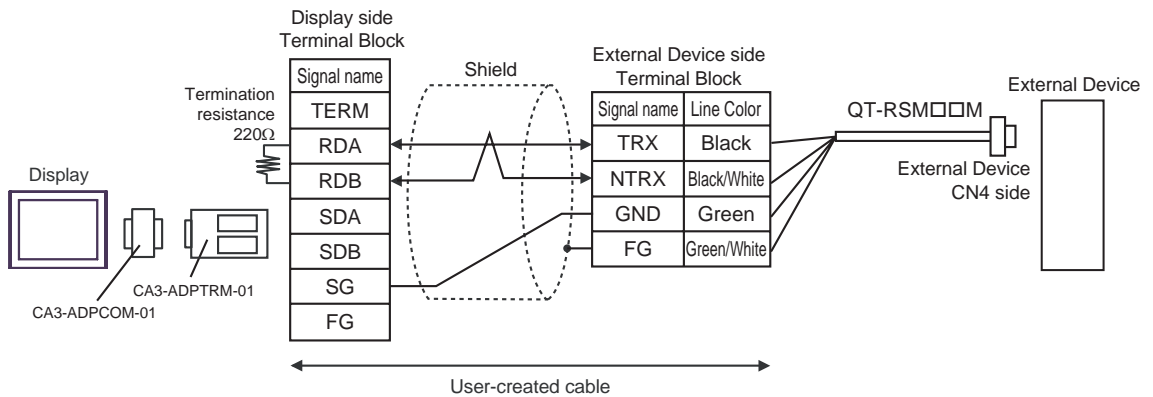 Display side
Terminal Block
Signal name
TERM
RDA
RDB
SDA
SDB
SG
FG
Termination
resistance
220Ω
Display
CA3-ADPCOM-01
CA3-ADPTRM-01
Shield
External Device side
Terminal Block
Signal name Line Color
TRX Black
NTRX Black/White
GND Green
FG Green/White
QT-RSM□□M
External Device
CN4 side
External Device
User-created cable